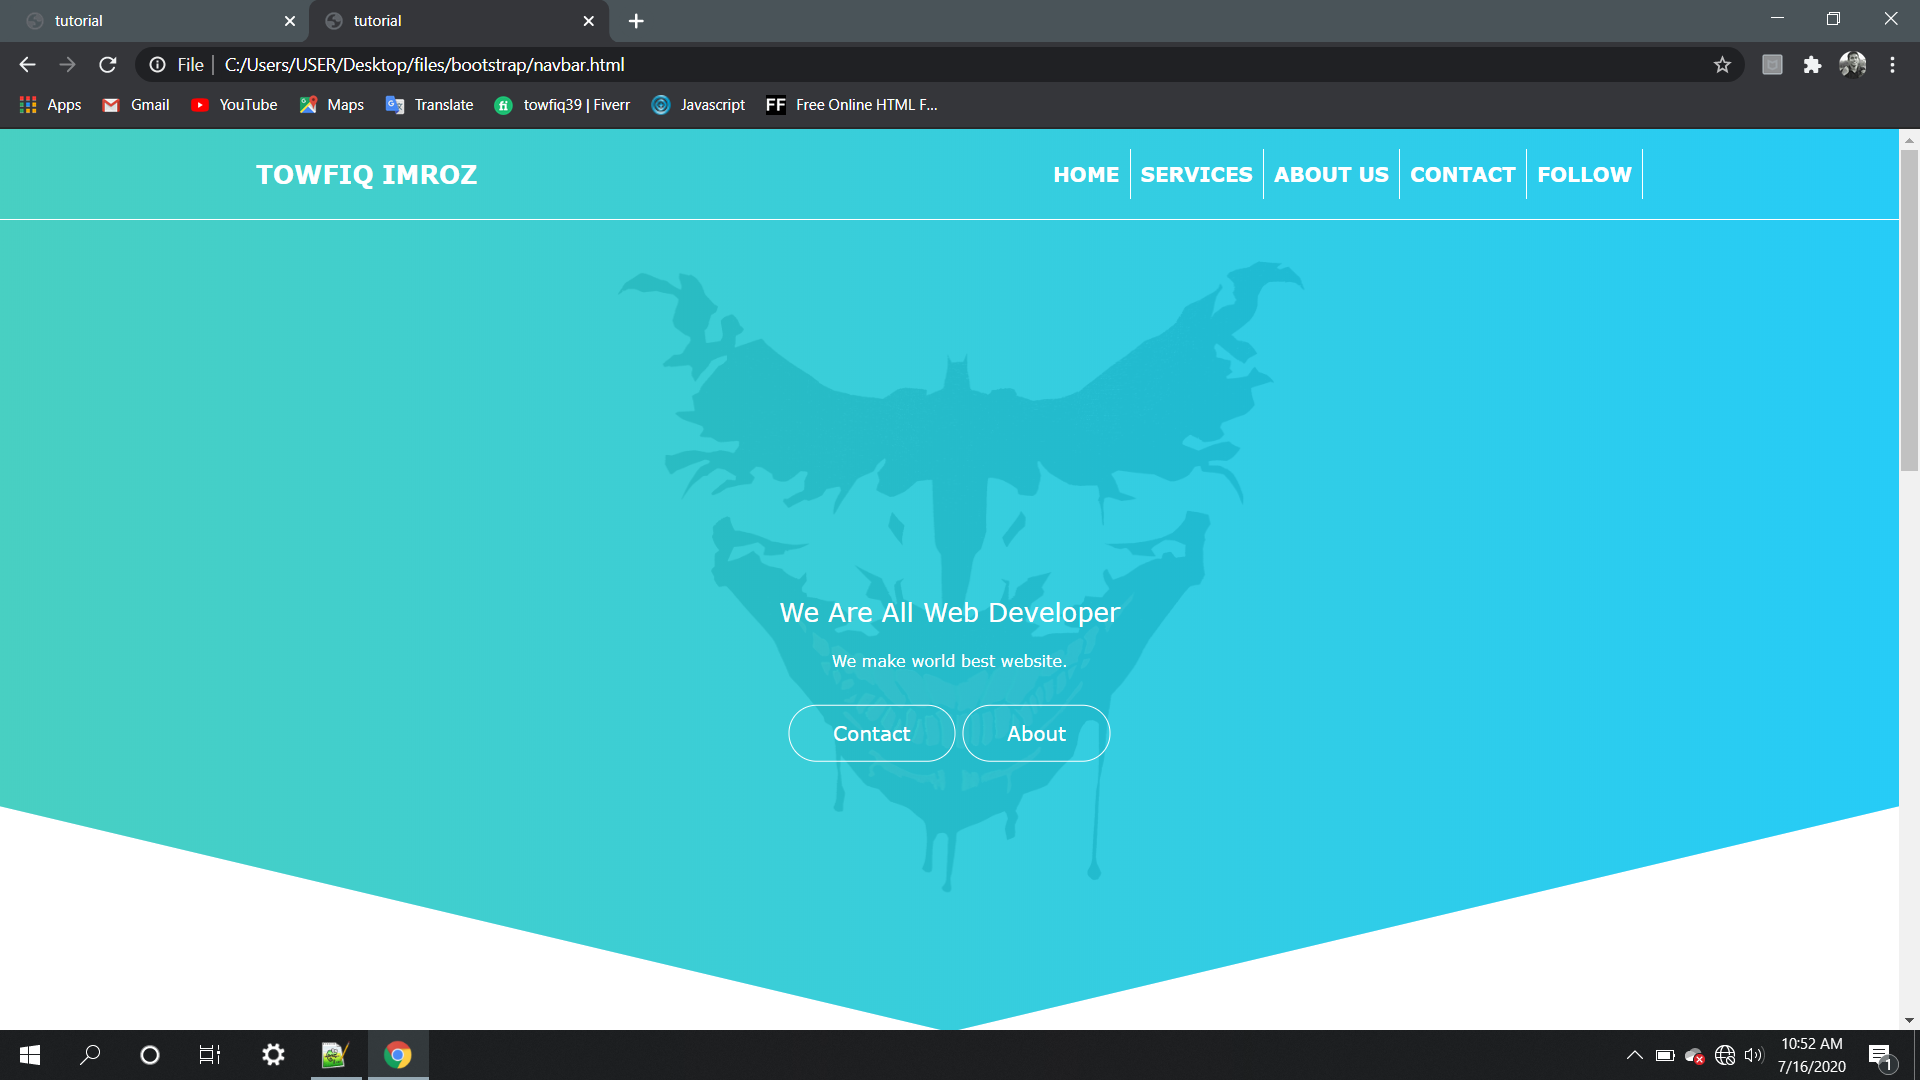 tutorial
tutorial
File
C:/Users/USER/Desktop/files/bootstrap/navbar.html
Apps Gmail YouTube Maps Translate towfiq39 | Fiverr Javascript FF Free Online HTML F...
TOWFIQ IMROZ
HOME SERVICES ABOUT US CONTACT FOLLOW
We Are All Web Developer
We make world best website.
Contact About
10:52 AM
7/16/2020
1